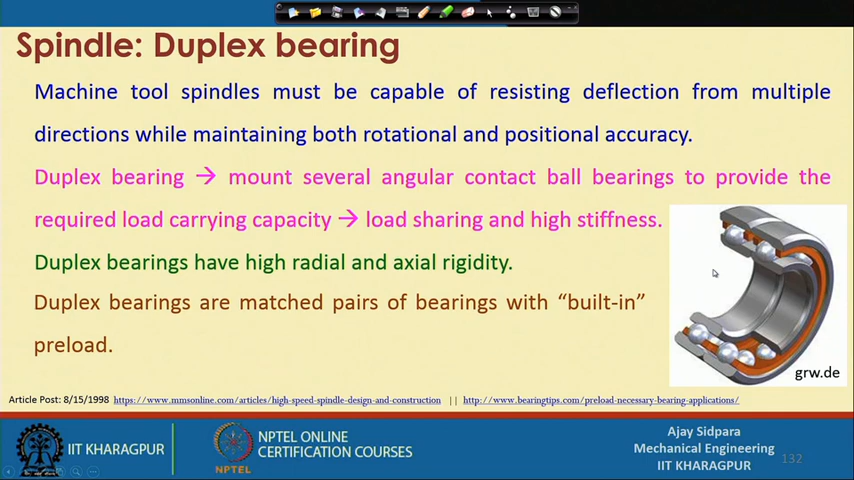 Spindle: Duplex bearing
Machine tool spindles must be capable of resisting deflection from multiple
directions while maintaining both rotational and positional accuracy.
Duplex bearing → mount several angular contact ball bearings to provide the
required load carrying capacity → load sharing and high stiffness.
Duplex bearings have high radial and axial rigidity.
Duplex bearings are matched pairs of bearings with “built-in”
preload.
grw.de
Article Post: 8/15/1998 https://www.mmsonline.com/articles/high-speed-spindle-design-and-construction || http://www.bearingtips.com/preload-necessary-bearing-applications/
IIT KHARAGPUR
NPTEL
NPTEL ONLINE
CERTIFICATION COURSES
Ajay Sidpara
Mechanical Engineering
IIT KHARAGPUR
132